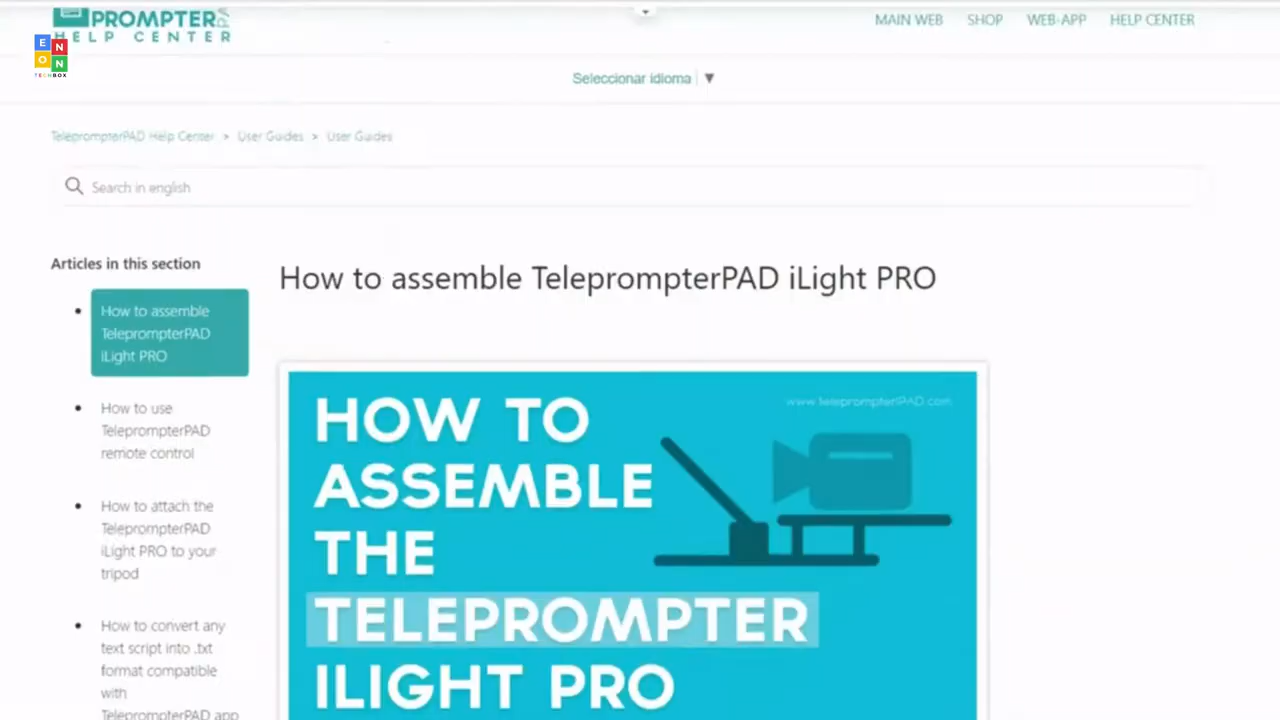 PROMPTER PAD
HELP CENTER
MAIN WEB SHOP WEB-APP HELP CENTER
E O
O N N
TECHBOX
Seleccionar idioma ▼
TeleprompterPAD Help Center > User Guides > User Guides
Search in english
Articles in this section
How to assemble
TeleprompterPAD
iLight PRO
How to use
TeleprompterPAD
remote control
How to attach the
TeleprompterPAD
iLight PRO to your
tripod
How to convert any
text script into .txt
format compatible
with
TeleprompterPAD app
How to assemble TeleprompterPAD iLight PRO
www.teleprompterPAD.com
HOW TO
ASSEMBLE
THE
TELEPROMPTER
ILIGHT PRO